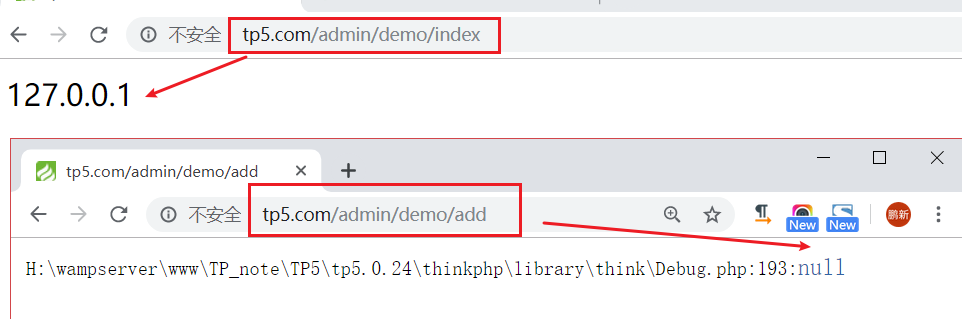 不安全 tp5.com/admin/demo/index
127.0.0.1
tp5.com/admin/demo/add
不安全 tp5.com/admin/demo/add
New New
鹏新
H:\wampserver\www\TP_note\TP5\tp5.0.24\thinkphp\library\think\Debug.php:193:null